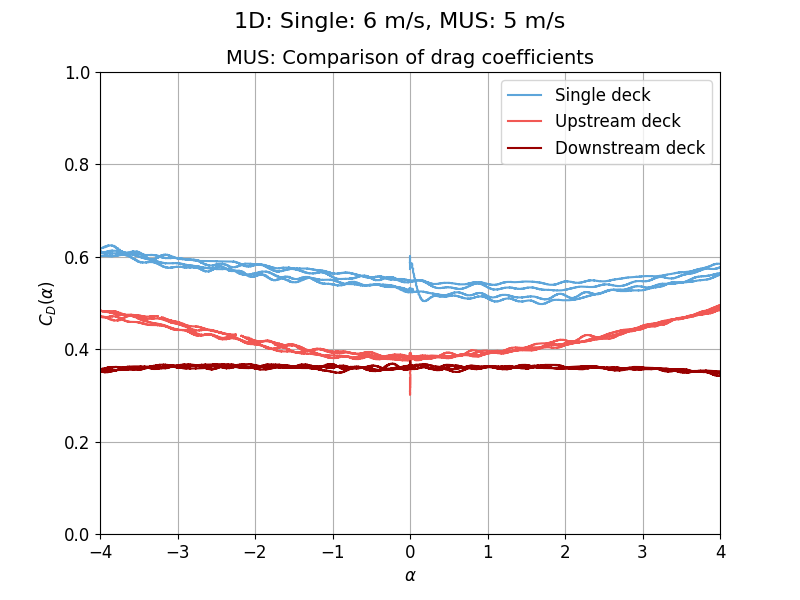 1D: Single: 6 m/s, MUS: 5 m/s
MUS: Comparison of drag coefficients
Single deck
Upstream deck
Downstream deck
1.0
0.8
0.6
0.4
0.2
0.0
C_D(α)
−4 −3 −2 −1 0 1 2 3 4
α